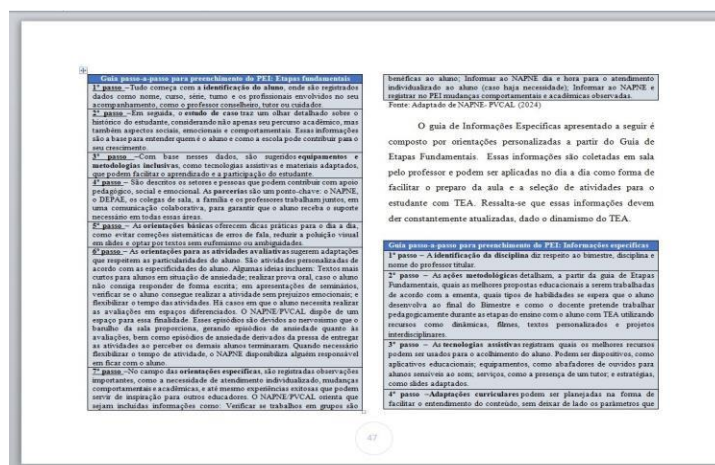 Guia passo-a-passo para preenchimento do PEI: Etapas fundamentais
1º passo –Tudo começa com a identificação do aluno, onde são registrados
dados como nome, curso, série, turno e os profissionais envolvidos no seu
acompanhamento, como o professor conselheiro, tutor ou cuidador.
2º passo –Em seguida, o estudo de caso traz um olhar detalhado sobre o
histórico do estudante, considerando não apenas seu percurso acadêmico, mas
também aspectos sociais, emocionais e comportamentais. Essas informações
são a base para entender quem é o aluno e como a escola pode contribuir para o
seu crescimento.
3º passo –Com base nesses dados, são sugeridos equipamentos e
metodologias inclusivas, como tecnologias assistivas e materiais adaptados,
que podem facilitar o aprendizado e a participação do estudante.
4º passo – São descritos os setores e pessoas que podem contribuir com apoio
pedagógico, social e emocional. As parcerias são um ponto-chave: o NAPNE,
o DEPAE, os colegas de sala, a família e os professores trabalham juntos, em
uma comunicação colaborativa, para garantir que o aluno receba o suporte
necessário em todas essas áreas.
5º passo – As orientações básicas oferecem dicas práticas para o dia a dia,
como evitar correções sistemáticas de erros de fala, reduzir a poluição visual
em slides e optar por textos sem eufemismo ou ambiguidades.
6º passo – As orientações para as atividades avaliativas sugerem adaptações
que respeitem as particularidades do aluno. São atividades personalizadas de
acordo com as especificidades do aluno. Algumas ideias incluem: Textos mais
curtos para alunos em situação de ansiedade; realizar prova oral, caso o aluno
não consiga responder de forma escrita; em apresentações de seminários,
verificar se o aluno consegue realizar a atividade sem prejuízos emocionais; e
flexibilizar o tempo das atividades. Há casos em que o aluno necessita realizar
as avaliações em espaços diferenciados. O NAPNE/PVCAL dispõe de um
espaço para essa finalidade. Esses episódios são devidos ao nervosismo que o
barulho da sala proporciona, gerando episódios de ansiedade quanto às
avaliações, bem como episódios de ansiedade derivados da pressa de entregar
as atividades ao perceber os demais alunos terminaram. Quando necessário
flexibilizar o tempo de atividade, o NAPNE disponibiliza alguém responsável
em ficar com o aluno.
7º passo –No campo das orientações específicas, são registradas observações
importantes, como a necessidade de atendimento individualizado, mudanças
comportamentais e acadêmicas, e até mesmo experiências exitosas que podem
servir de inspiração para outros educadores. O NAPNE/PVCAL orienta que
sejam incluídas informações como: Verificar se trabalhos em grupos são
benéficas ao aluno; Informar ao NAPNE dia e hora para o atendimento
individualizado ao aluno (caso haja necessidade); Informar ao NAPNE e
registrar no PEI mudanças comportamentais e acadêmicas observadas.
Fonte: Adaptado de NAPNE- PVCAL (2024)
O guia de Informações Específicas apresentado a seguir é
composto por orientações personalizadas a partir do Guia de
Etapas Fundamentais. Essas informações são coletadas em sala
pelo professor e podem ser aplicadas no dia a dia como forma de
facilitar o preparo da aula e a seleção de atividades para o
estudante com TEA. Ressalta-se que essas informações devem
der constantemente atualizadas, dado o dinamismo do TEA.
Guia passo-a-passo para preenchimento do PEI: Informações específicas
1º passo – A identificação da disciplina diz respeito ao bimestre, disciplina e
nome do professor titular.
2º passo – As ações metodológicas detalham, a partir da guia de Etapas
Fundamentais, quais as melhores propostas educacionais a serem trabalhadas
de acordo com a ementa, quais tipos de habilidades se espera que o aluno
desenvolva ao final do Bimestre e como o docente pretende trabalhar
pedagogicamente durante as etapas do ensino com o aluno com TEA utilizando
recursos como dinâmicas, filmes, textos personalizados e projetos
interdisciplinares.
3º passo – As tecnologias assistivas registram quais os melhores recursos
podem ser usados para o acolhimento do aluno. Podem ser dispositivos, como
aplicativos educacionais; equipamentos, como abafadores de ouvidos para
alunos sensíveis ao som; serviços, como a presença de um tutor; e estratégias,
como slides adaptados.
4º passo –Adaptações curriculares podem ser planejadas na forma de
facilitar o entendimento do conteúdo, sem deixar de lado os parâmetros que
47